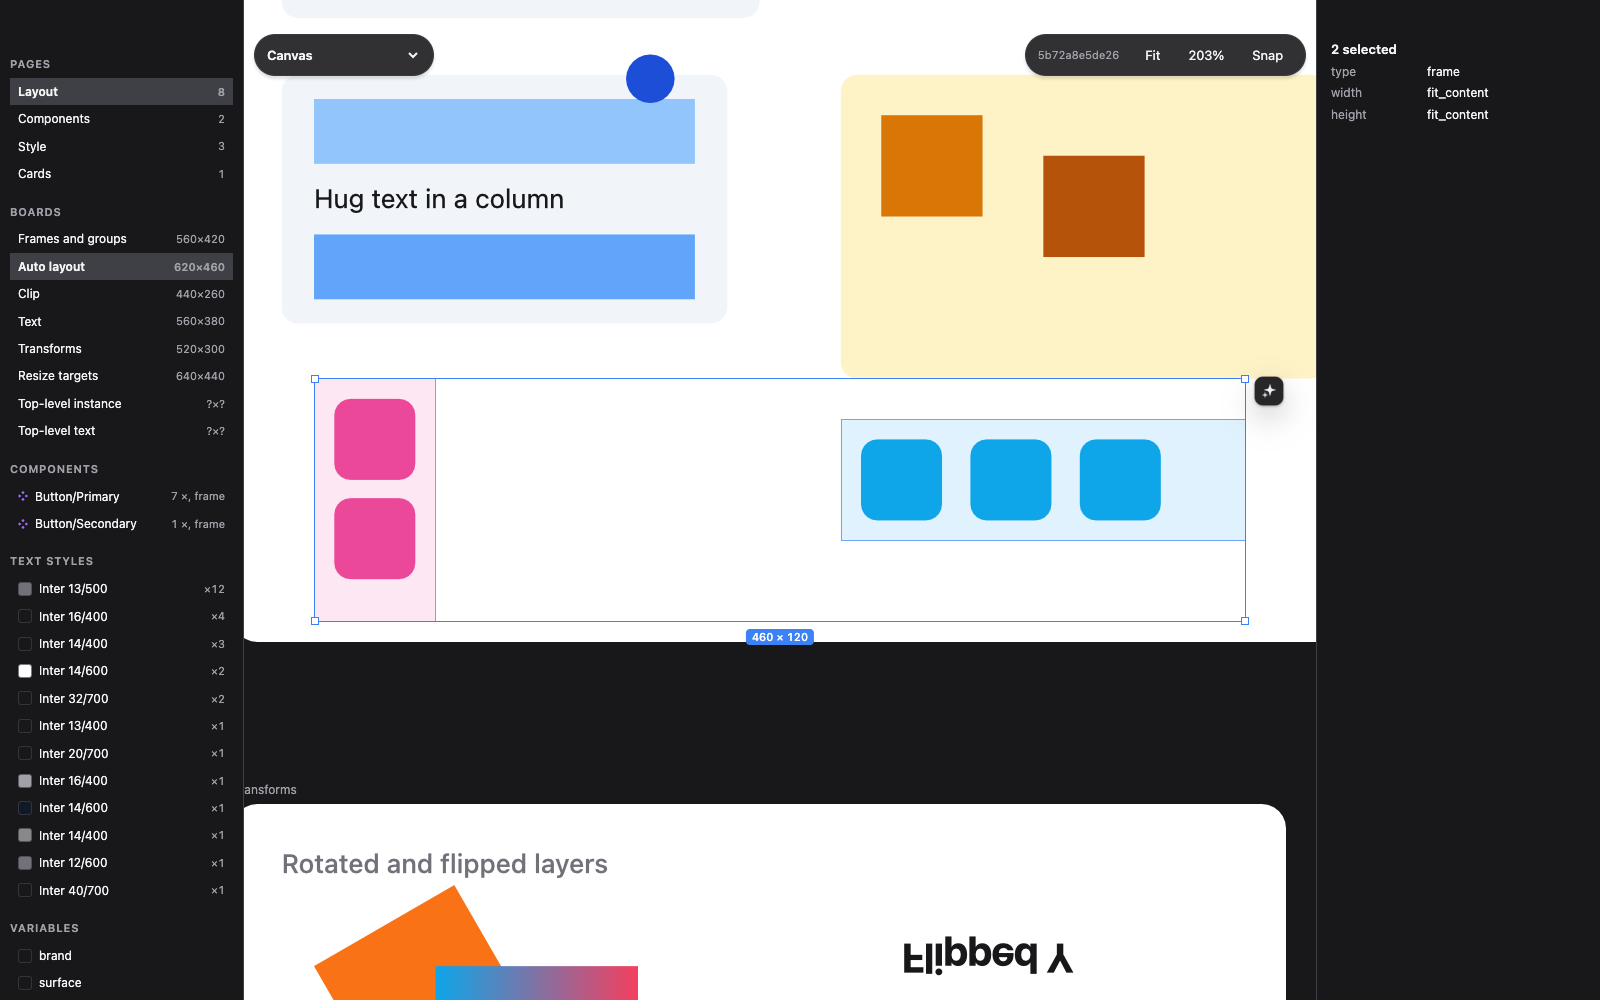 PAGES
Layout 8
Components 2
Style 3
Cards 1
BOARDS
Frames and groups 560×420
Auto layout 620×460
Clip 440×260
Text 560×380
Transforms 520×300
Resize targets 640×440
Top-level instance ?×?
Top-level text ?×?
COMPONENTS
Button/Primary 7 ×, frame
Button/Secondary 1 ×, frame
TEXT STYLES
Inter 13/500 ×12
Inter 16/400 ×4
Inter 14/400 ×3
Inter 14/600 ×2
Inter 32/700 ×2
Inter 13/400 ×1
Inter 20/700 ×1
Inter 16/400 ×1
Inter 14/600 ×1
Inter 14/400 ×1
Inter 12/600 ×1
Inter 40/700 ×1
VARIABLES
brand
surface
Canvas
5b72a8e5de26 Fit 203% Snap
Hug text in a column
460 × 120
ansforms
Rotated and flipped layers
Flipped Y
2 selected
type frame
width fit_content
height fit_content